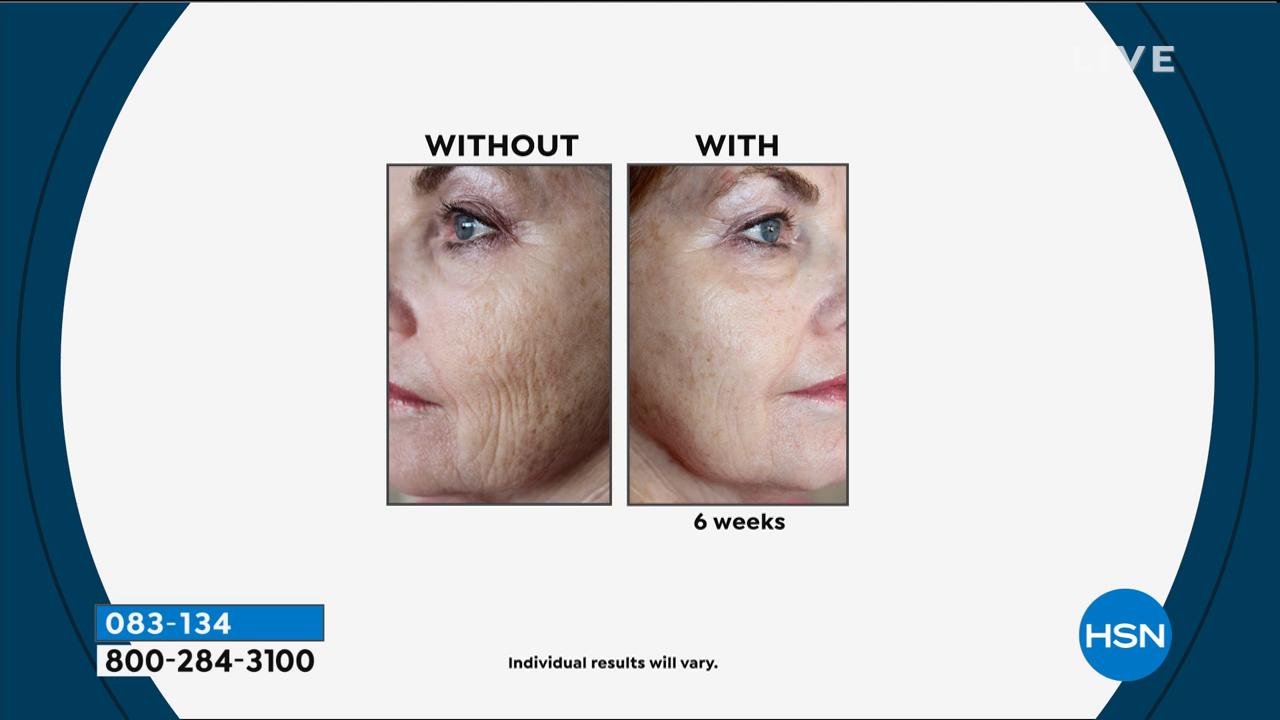 LIVE
WITHOUT
WITH
6 weeks
083-134
800-284-3100
Individual results will vary.
HSN